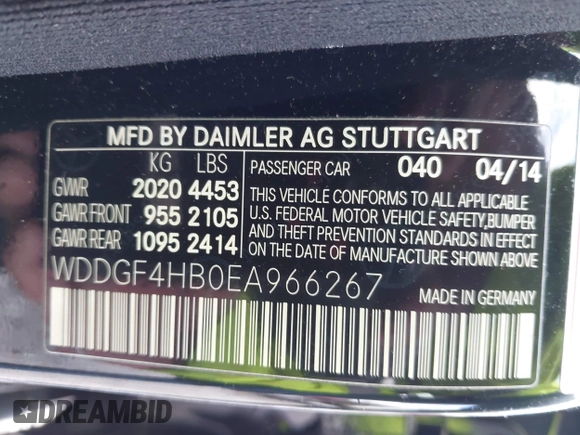 MFD BY DAIMLER AG STUTTGART
KG LBS
GVWR 2020 4453
GAWR FRONT 955 2105
GAWR REAR 1095 2414
PASSENGER CAR 040 04/14
THIS VEHICLE CONFORMS TO ALL APPLICABLE
U.S. FEDERAL MOTOR VEHICLE SAFETY,BUMPER
AND THEFT PREVENTION STANDARDS IN EFFECT
ON THE DATE OF MANUFACTURE SHOWN ABOVE.
WDDGF4HB0EA966267
MADE IN GERMANY
DREAMBID